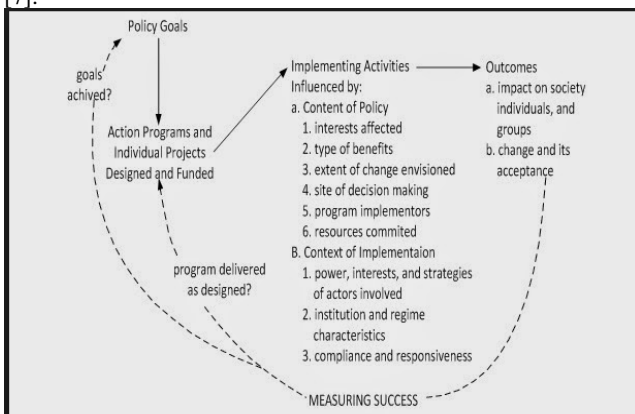 [7].
Policy Goals
goals
achived?
Action Programs and
Individual Projects
Designed and Funded
program delivered
as designed?
Implementing Activities
Influenced by:
a. Content of Policy
1. interests affected
2. type of benefits
3. extent of change envisioned
4. site of decision making
5. program implementors
6. resources commited
B. Context of Implementaion
1. power, interests, and strategies
of actors involved
2. institution and regime
characteristics
3. compliance and responsiveness
Outcomes
a. impact on society
individuals, and
groups
b. change and its
acceptance
MEASURING SUCCESS